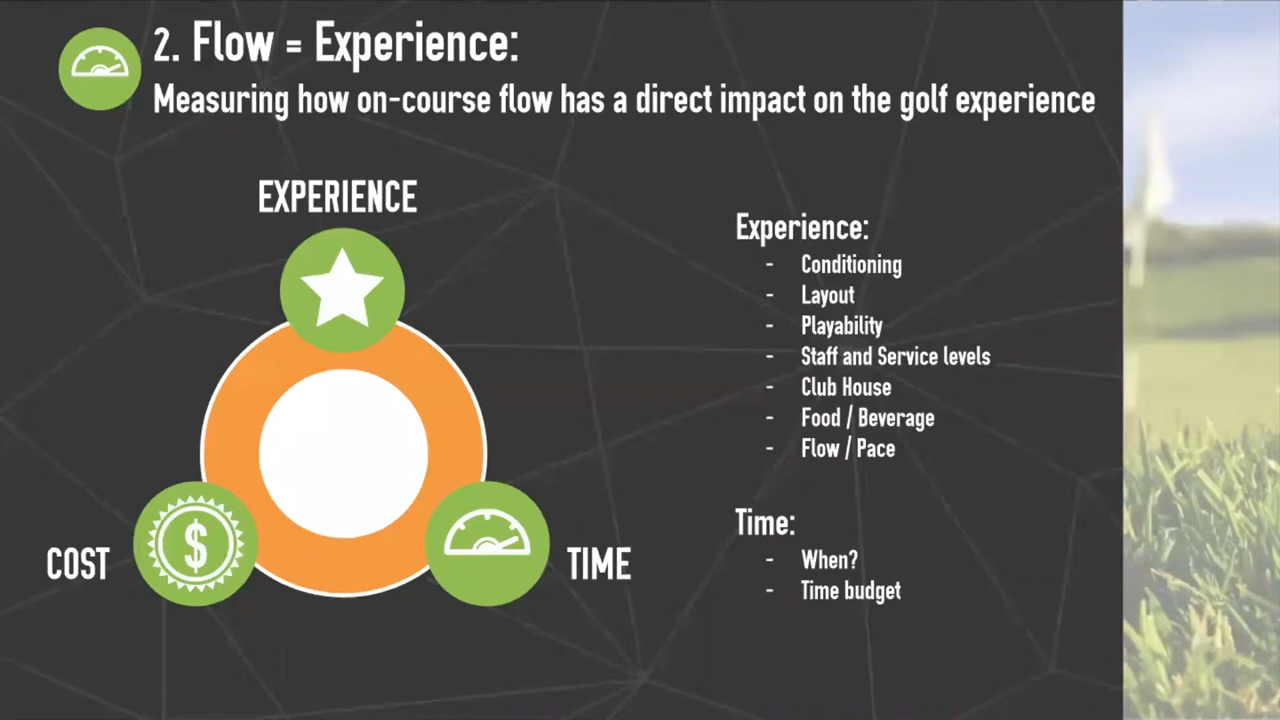 2. Flow = Experience:
Measuring how on-course flow has a direct impact on the golf experience
EXPERIENCE
COST
$
TIME
Experience:
- Conditioning
- Layout
- Playability
- Staff and Service levels
- Club House
- Food / Beverage
- Flow / Pace
Time:
- When?
- Time budget